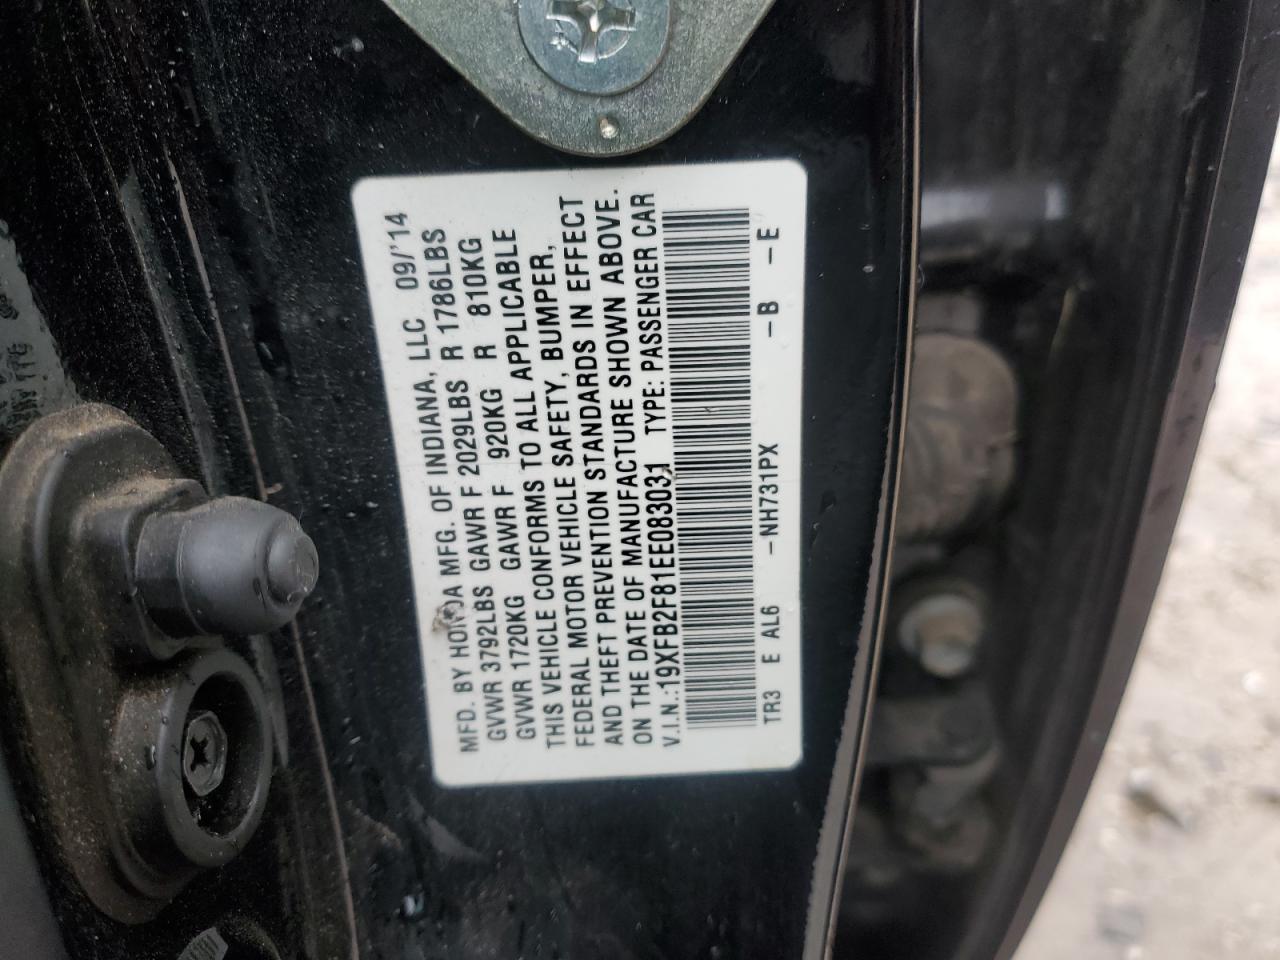 MFD. BY HONDA MFG. OF INDIANA, LLC 09/'14
GVWR 3792LBS GAWR F 2029LBS R 1786LBS
GVWR 1720KG GAWR F 920KG R 810KG
THIS VEHICLE CONFORMS TO ALL APPLICABLE
FEDERAL MOTOR VEHICLE SAFETY, BUMPER,
AND THEFT PREVENTION STANDARDS IN EFFECT
ON THE DATE OF MANUFACTURE SHOWN ABOVE.
V.I.N.:19XFB2F81EE083031 TYPE: PASSENGER CAR
TR3 E AL6 -NH731PX -B -E